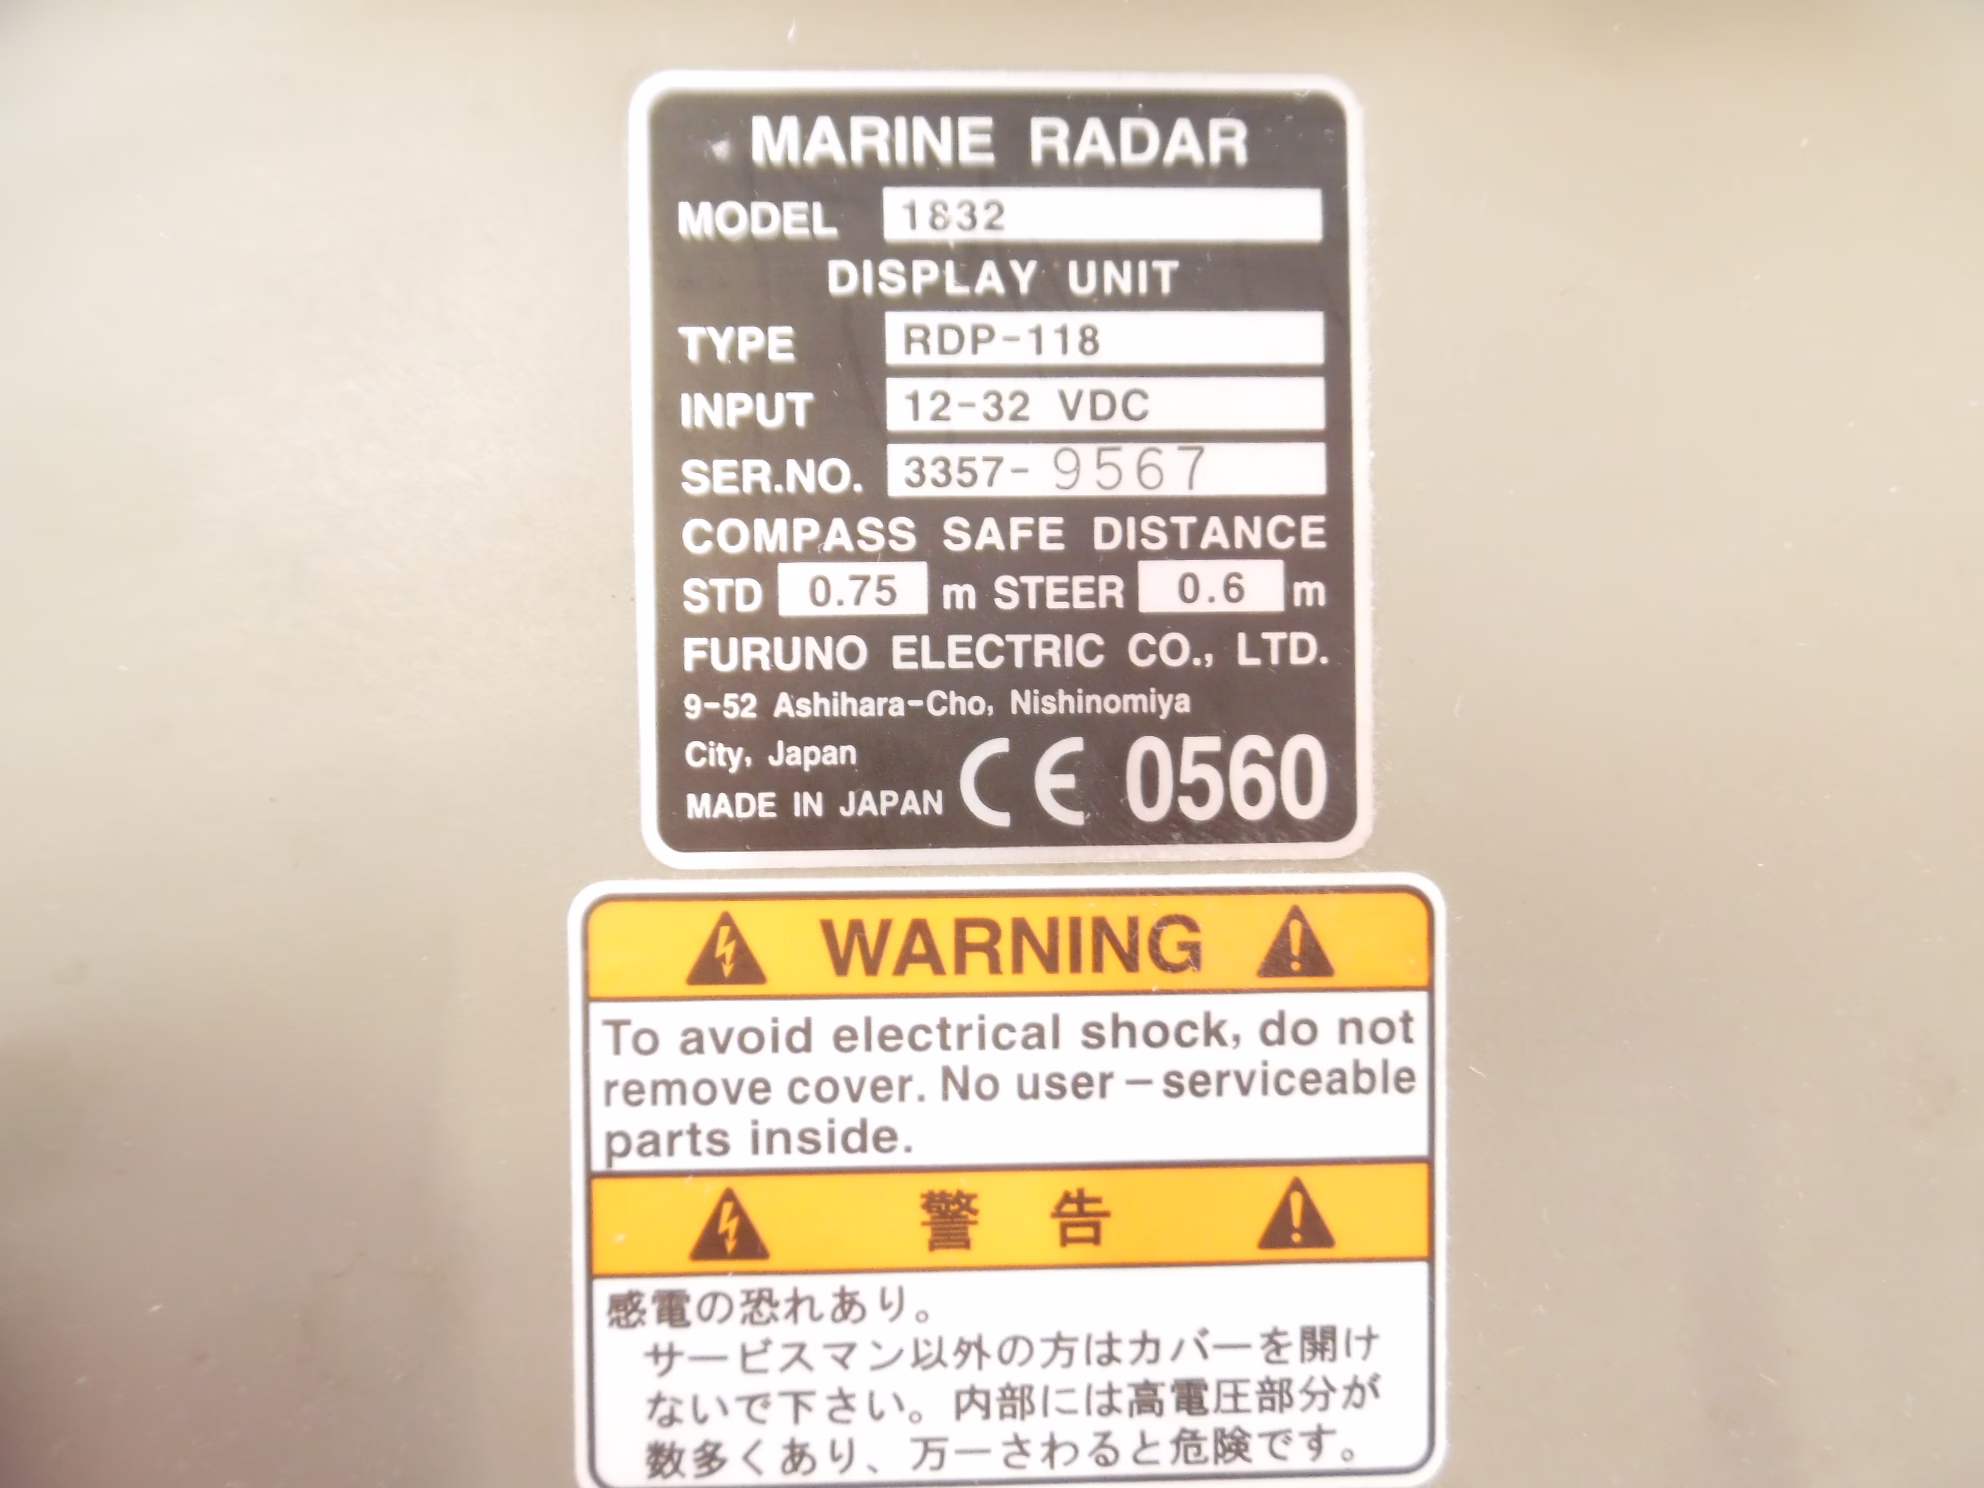 MARINE RADAR
MODEL 1832
DISPLAY UNIT
TYPE RDP-118
INPUT 12-32 VDC
SER.NO. 3357-9567
COMPASS SAFE DISTANCE
STD 0.75 m STEER 0.6 m
FURUNO ELECTRIC CO., LTD.
9-52 Ashihara-Cho, Nishinomiya
City, Japan
MADE IN JAPAN CE 0560
WARNING
To avoid electrical shock, do not
remove cover. No user-serviceable
parts inside.
警告
感電の恐れあり。
サービスマン以外の方はカバーを開け
ないで下さい。内部には高電圧部分が
数多くあり、万一さわると危険です。